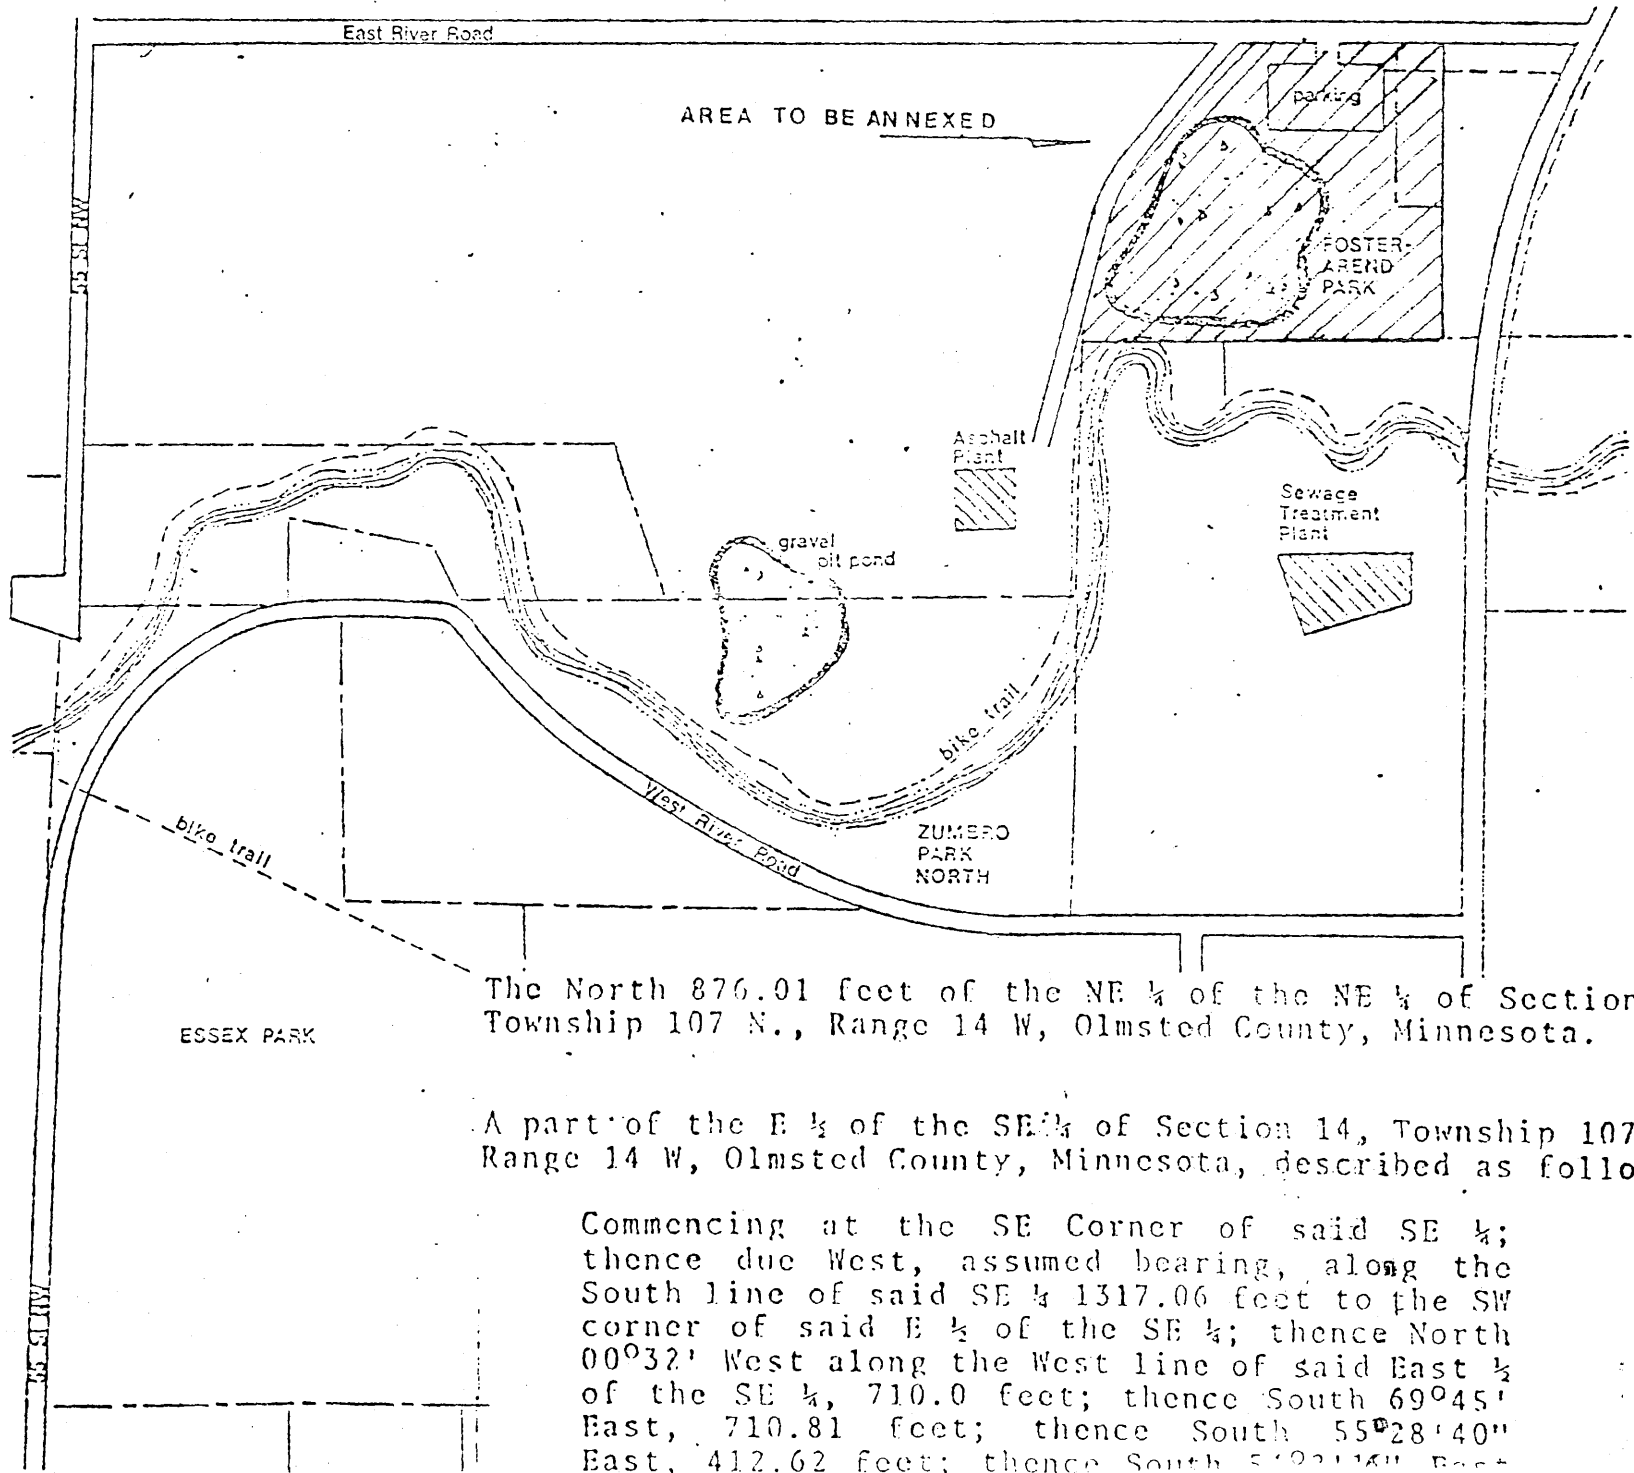 East River Road
AREA TO BE ANNEXED
parking
FOSTER-
AREND
PARK
Asphalt
Plant
Sewage
Treatment
Plant
graval
pit pond
bike trail
West River Road
ZUMBRO
PARK
NORTH
bike trail
ESSEX PARK
The North 876.01 feet of the NE ¼ of the NE ¼ of Section
Township 107 N., Range 14 W, Olmsted County, Minnesota.
A part of the E ½ of the SE ¼ of Section 14, Township 107
Range 14 W, Olmsted County, Minnesota, described as follo
Commencing at the SE Corner of said SE ¼;
thence due West, assumed bearing, along the
South line of said SE ¼ 1317.06 feet to the SW
corner of said E ½ of the SE ¼; thence North
00°32' West along the West line of said East ½
of the SE ¼, 710.0 feet; thence South 69°45'
East, 710.81 feet; thence South 55°28'40"
East, 412.62 feet; thence South East